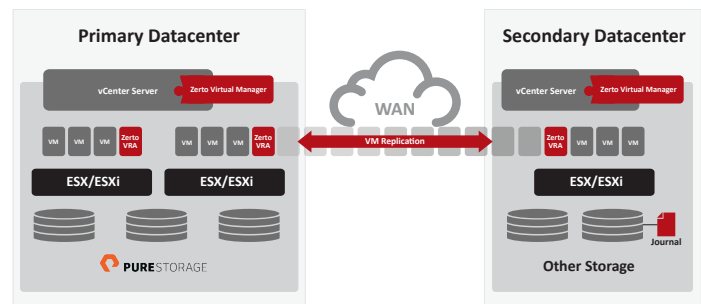 Primary Datacenter
vCenter Server
Zerto Virtual Manager
VM VM VM Zerto VRA
VM VM VM Zerto VRA
ESX/ESXi
ESX/ESXi
PURESTORAGE
WAN
VM Replication
Secondary Datacenter
vCenter Server
Zerto Virtual Manager
Zerto VRA VM VM VM
ESX/ESXi
Journal
Other Storage